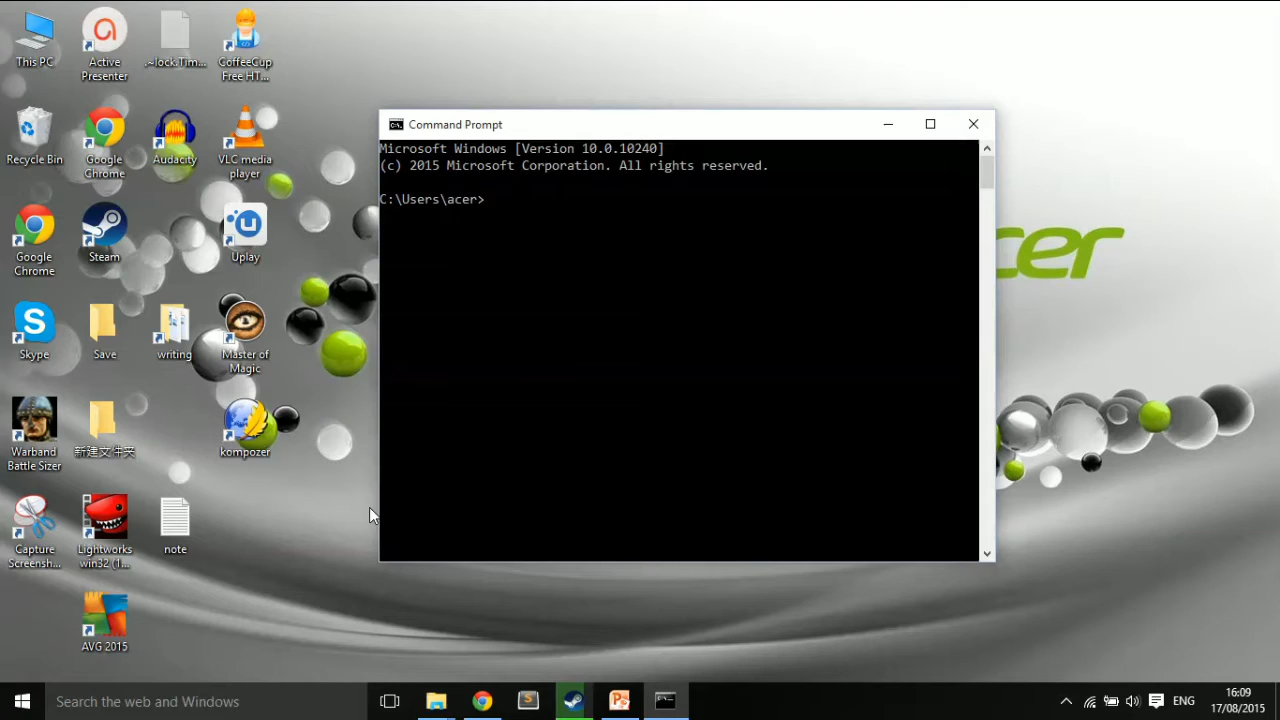 This PC
Active
Presenter
.~lock.Tim...
CoffeeCup
Free HT...
Recycle Bin
Google
Chrome
Audacity
VLC media
player
Google
Chrome
Steam
Uplay
Skype
Save
writing
Master of
Magic
Warband
Battle Sizer
新建文件夹
kompozer
Capture
Screensh...
Lightworks
win32 (1...
note
AVG 2015
Command Prompt
Microsoft Windows [Version 10.0.10240]
(c) 2015 Microsoft Corporation. All rights reserved.
C:\Users\acer>
cer
Search the web and Windows
ENG
16:09
17/08/2015